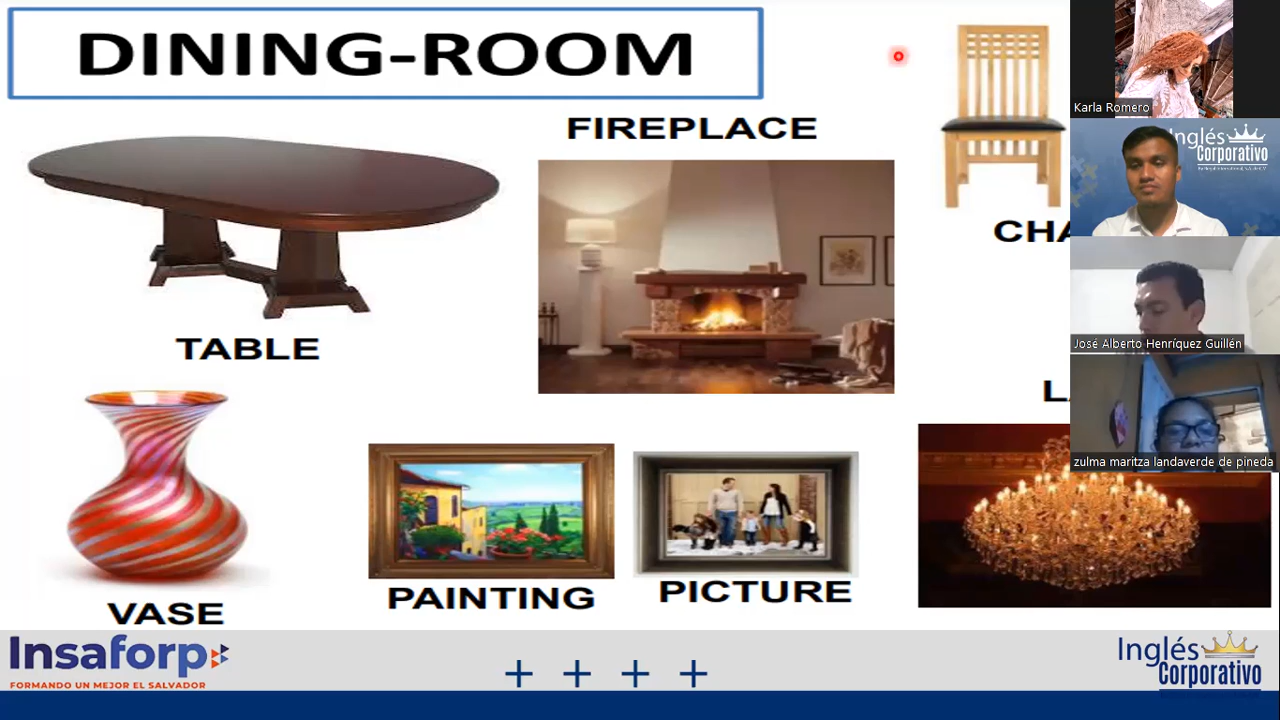 DINING-ROOM
FIREPLACE
TABLE
VASE
PAINTING
PICTURE
Karla Romero
Inglés
Corporativo
José Alberto Henríquez Guillén
zulma maritza landaverde de pineda
Insaforp
FORMANDO UN MEJOR EL SALVADOR
Inglés
Corporativo